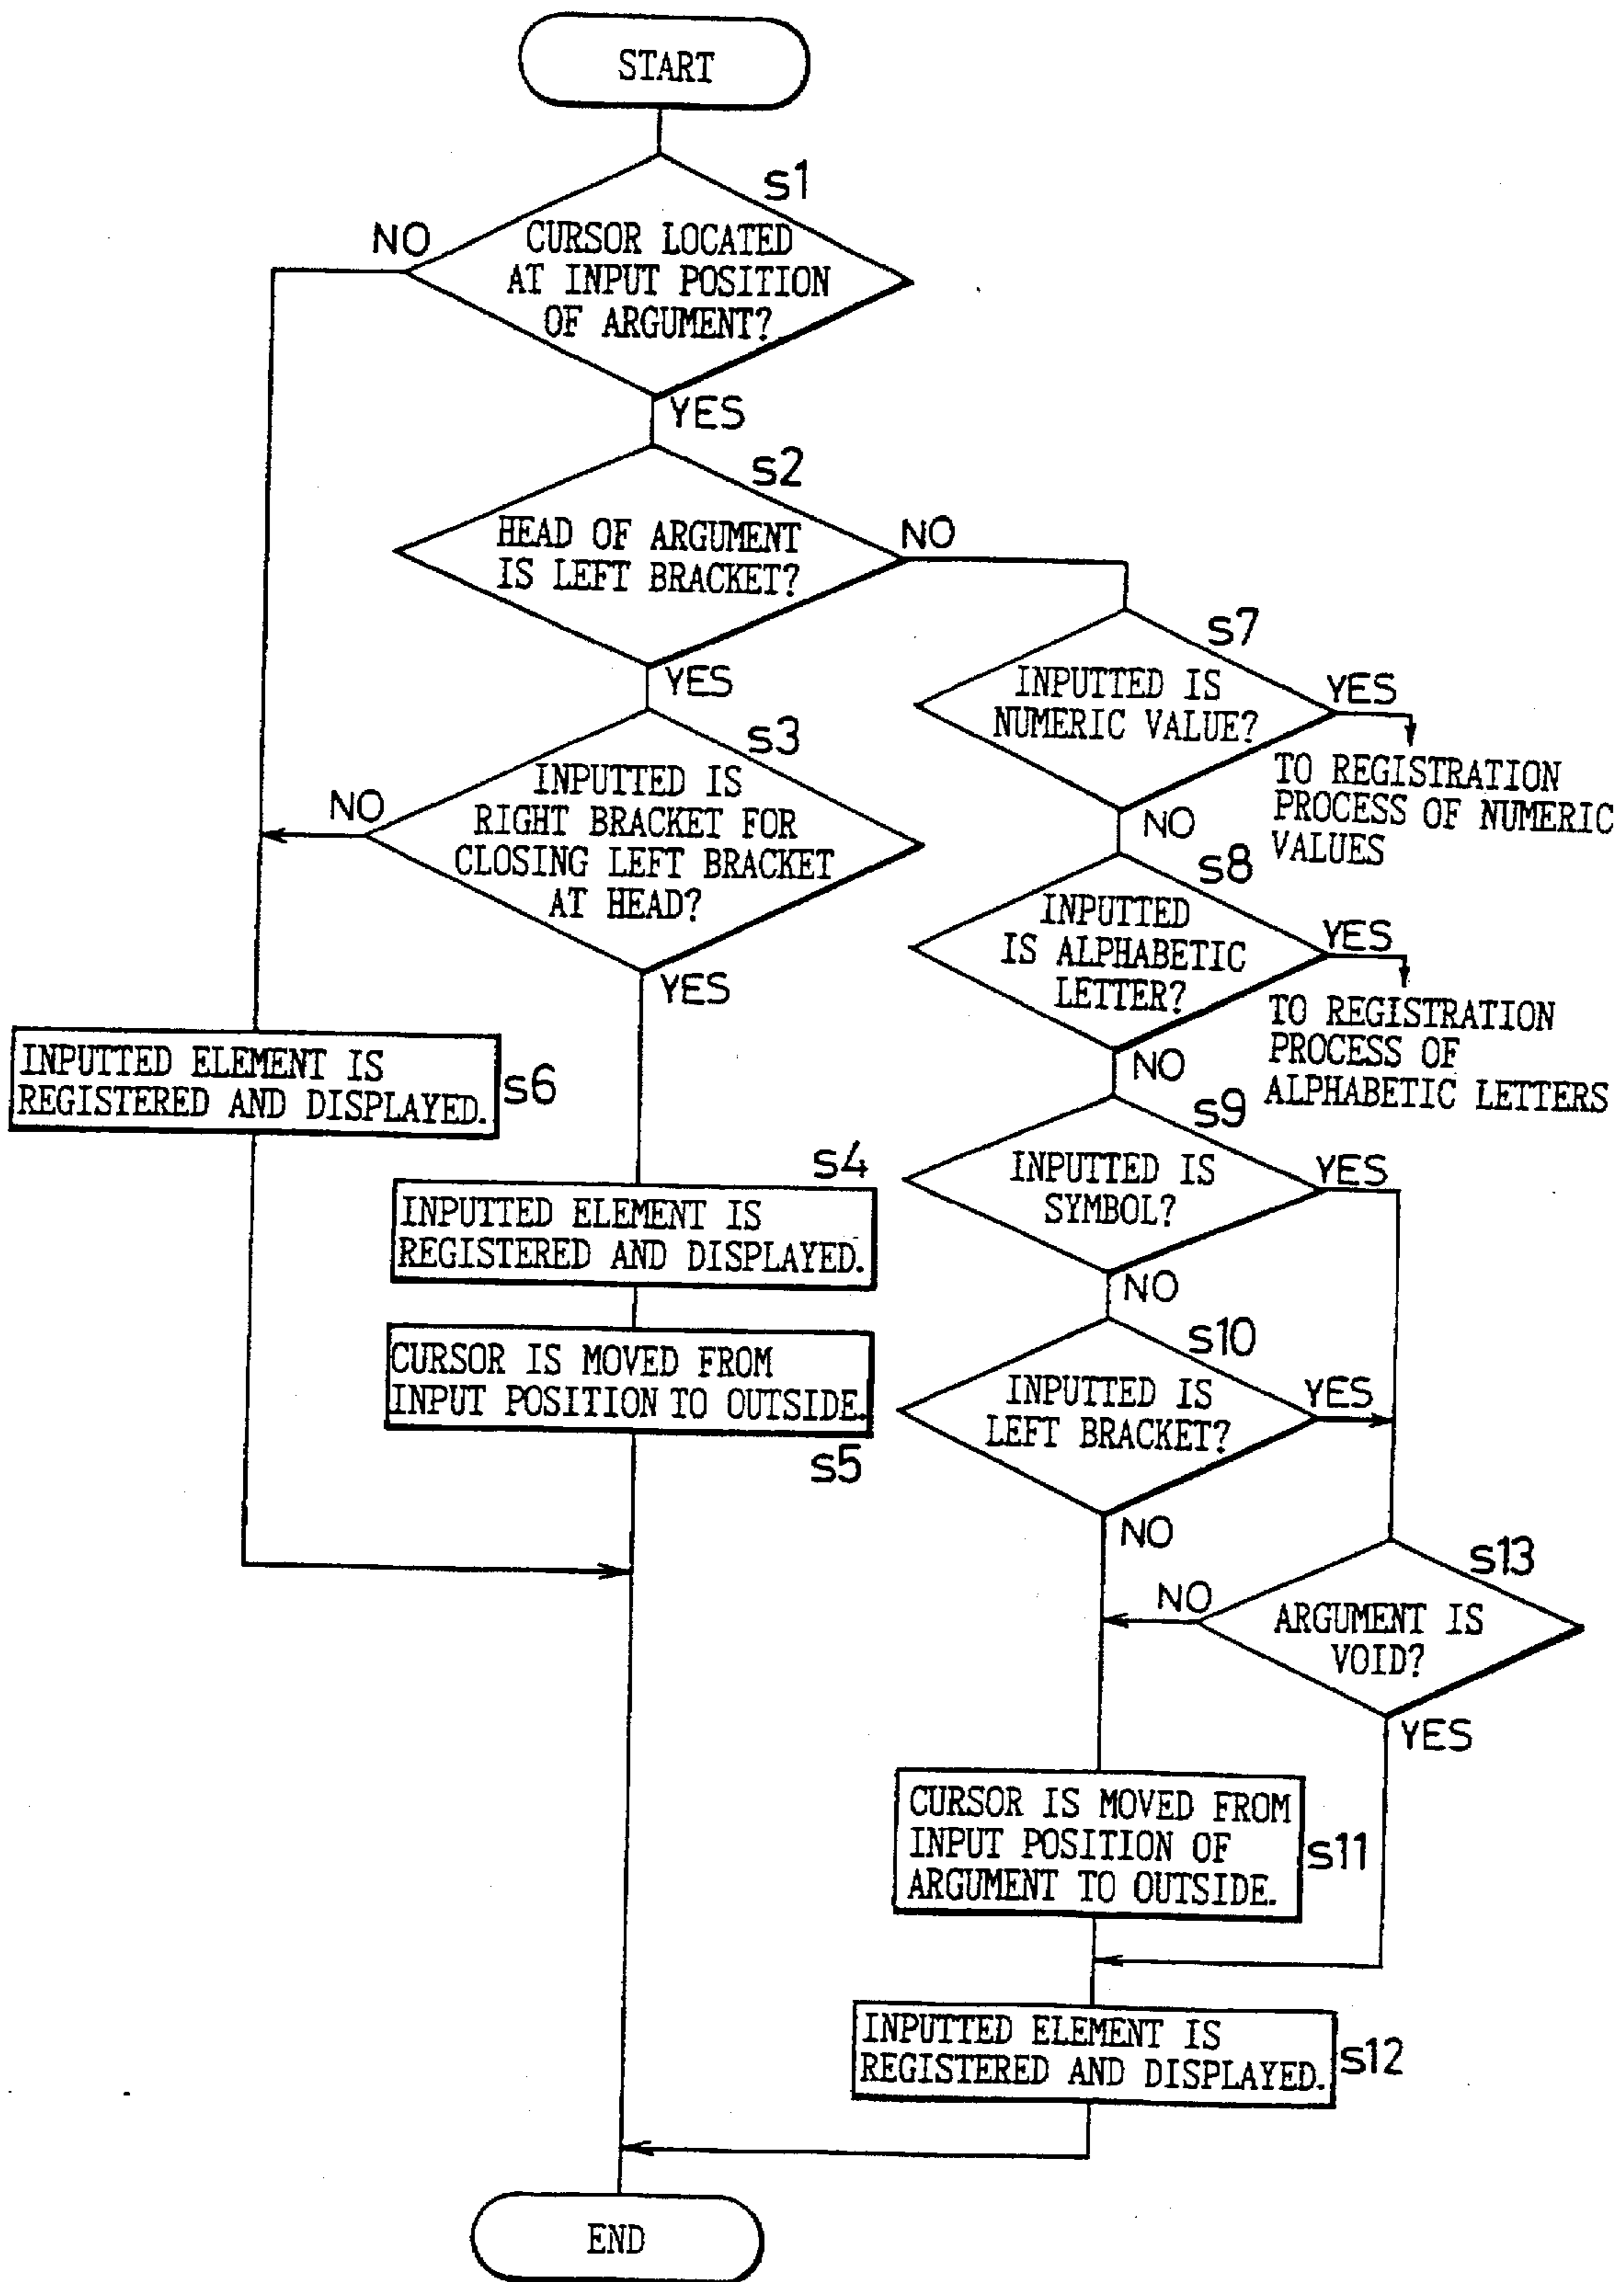 START
s1
NO
CURSOR LOCATED
AT INPUT POSITION
OF ARGUMENT?
YES
s2
HEAD OF ARGUMENT
IS LEFT BRACKET?
NO
YES
s3
INPUTTED IS
RIGHT BRACKET FOR
CLOSING LEFT BRACKET
AT HEAD?
NO
YES
INPUTTED ELEMENT IS
REGISTERED AND DISPLAYED.
s6
s4
INPUTTED ELEMENT IS
REGISTERED AND DISPLAYED.
CURSOR IS MOVED FROM
INPUT POSITION TO OUTSIDE.
s5
s7
INPUTTED IS
NUMERIC VALUE?
YES
TO REGISTRATION
PROCESS OF NUMERIC
VALUES
NO
s8
INPUTTED
IS ALPHABETIC
LETTER?
YES
TO REGISTRATION
PROCESS OF
ALPHABETIC LETTERS
NO
s9
INPUTTED IS
SYMBOL?
YES
NO
s10
INPUTTED IS
LEFT BRACKET?
YES
NO
s13
NO
ARGUMENT IS
VOID?
YES
CURSOR IS MOVED FROM
INPUT POSITION OF
ARGUMENT TO OUTSIDE.
s11
INPUTTED ELEMENT IS
REGISTERED AND DISPLAYED.
s12
END